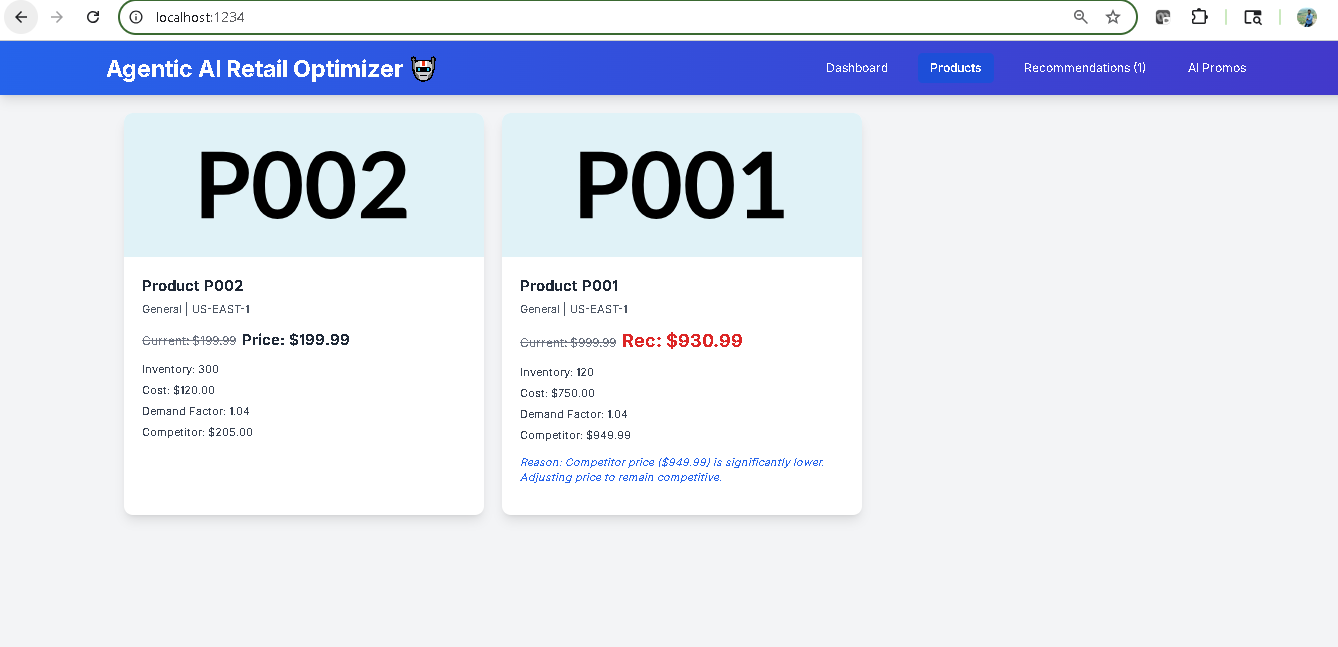 localhost:1234
Agentic AI Retail Optimizer
Dashboard
Products
Recommendations (1)
AI Promos
P002
Product P002
General | US-EAST-1
Current: $199.99 Price: $199.99
Inventory: 300
Cost: $120.00
Demand Factor: 1.04
Competitor: $205.00
P001
Product P001
General | US-EAST-1
Current: $999.99 Rec: $930.99
Inventory: 120
Cost: $750.00
Demand Factor: 1.04
Competitor: $949.99
Reason: Competitor price ($949.99) is significantly lower.
Adjusting price to remain competitive.